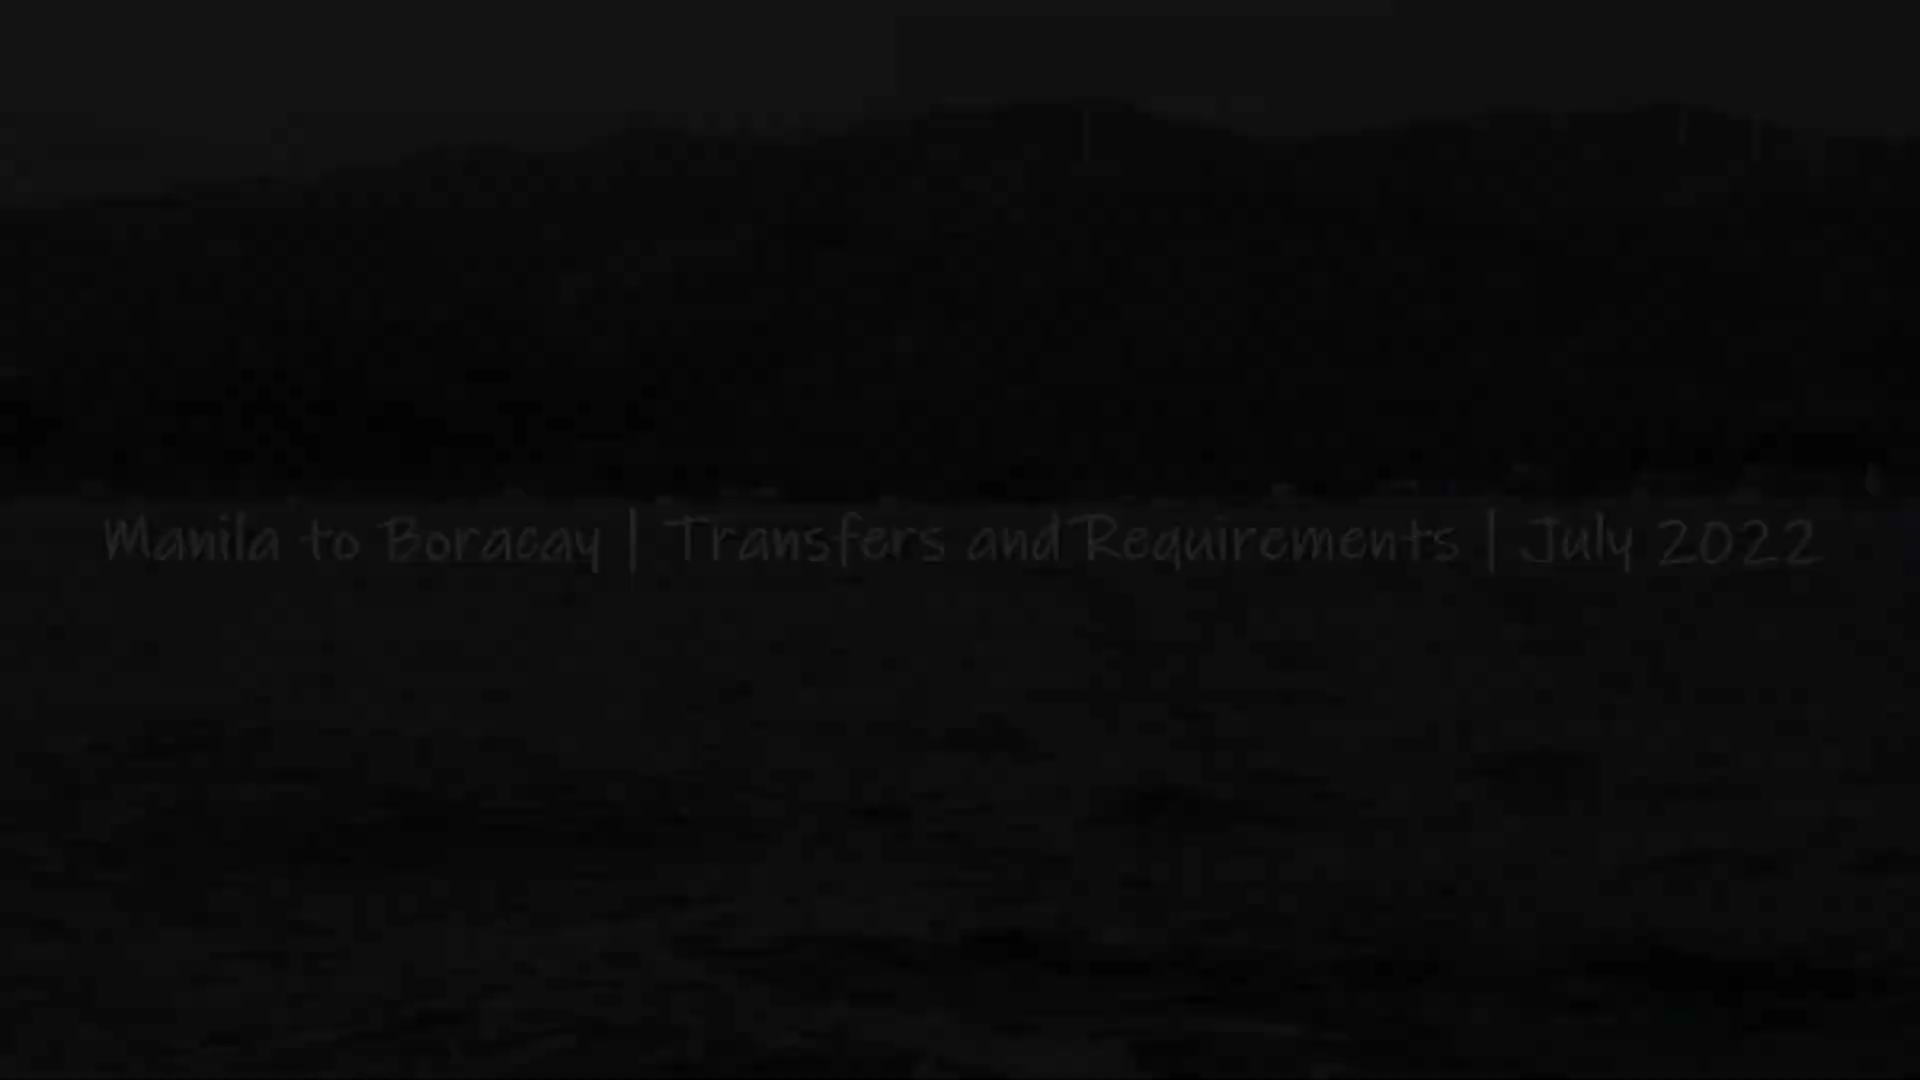 Manila to Boracay | Transfers and Requirements | July 2022